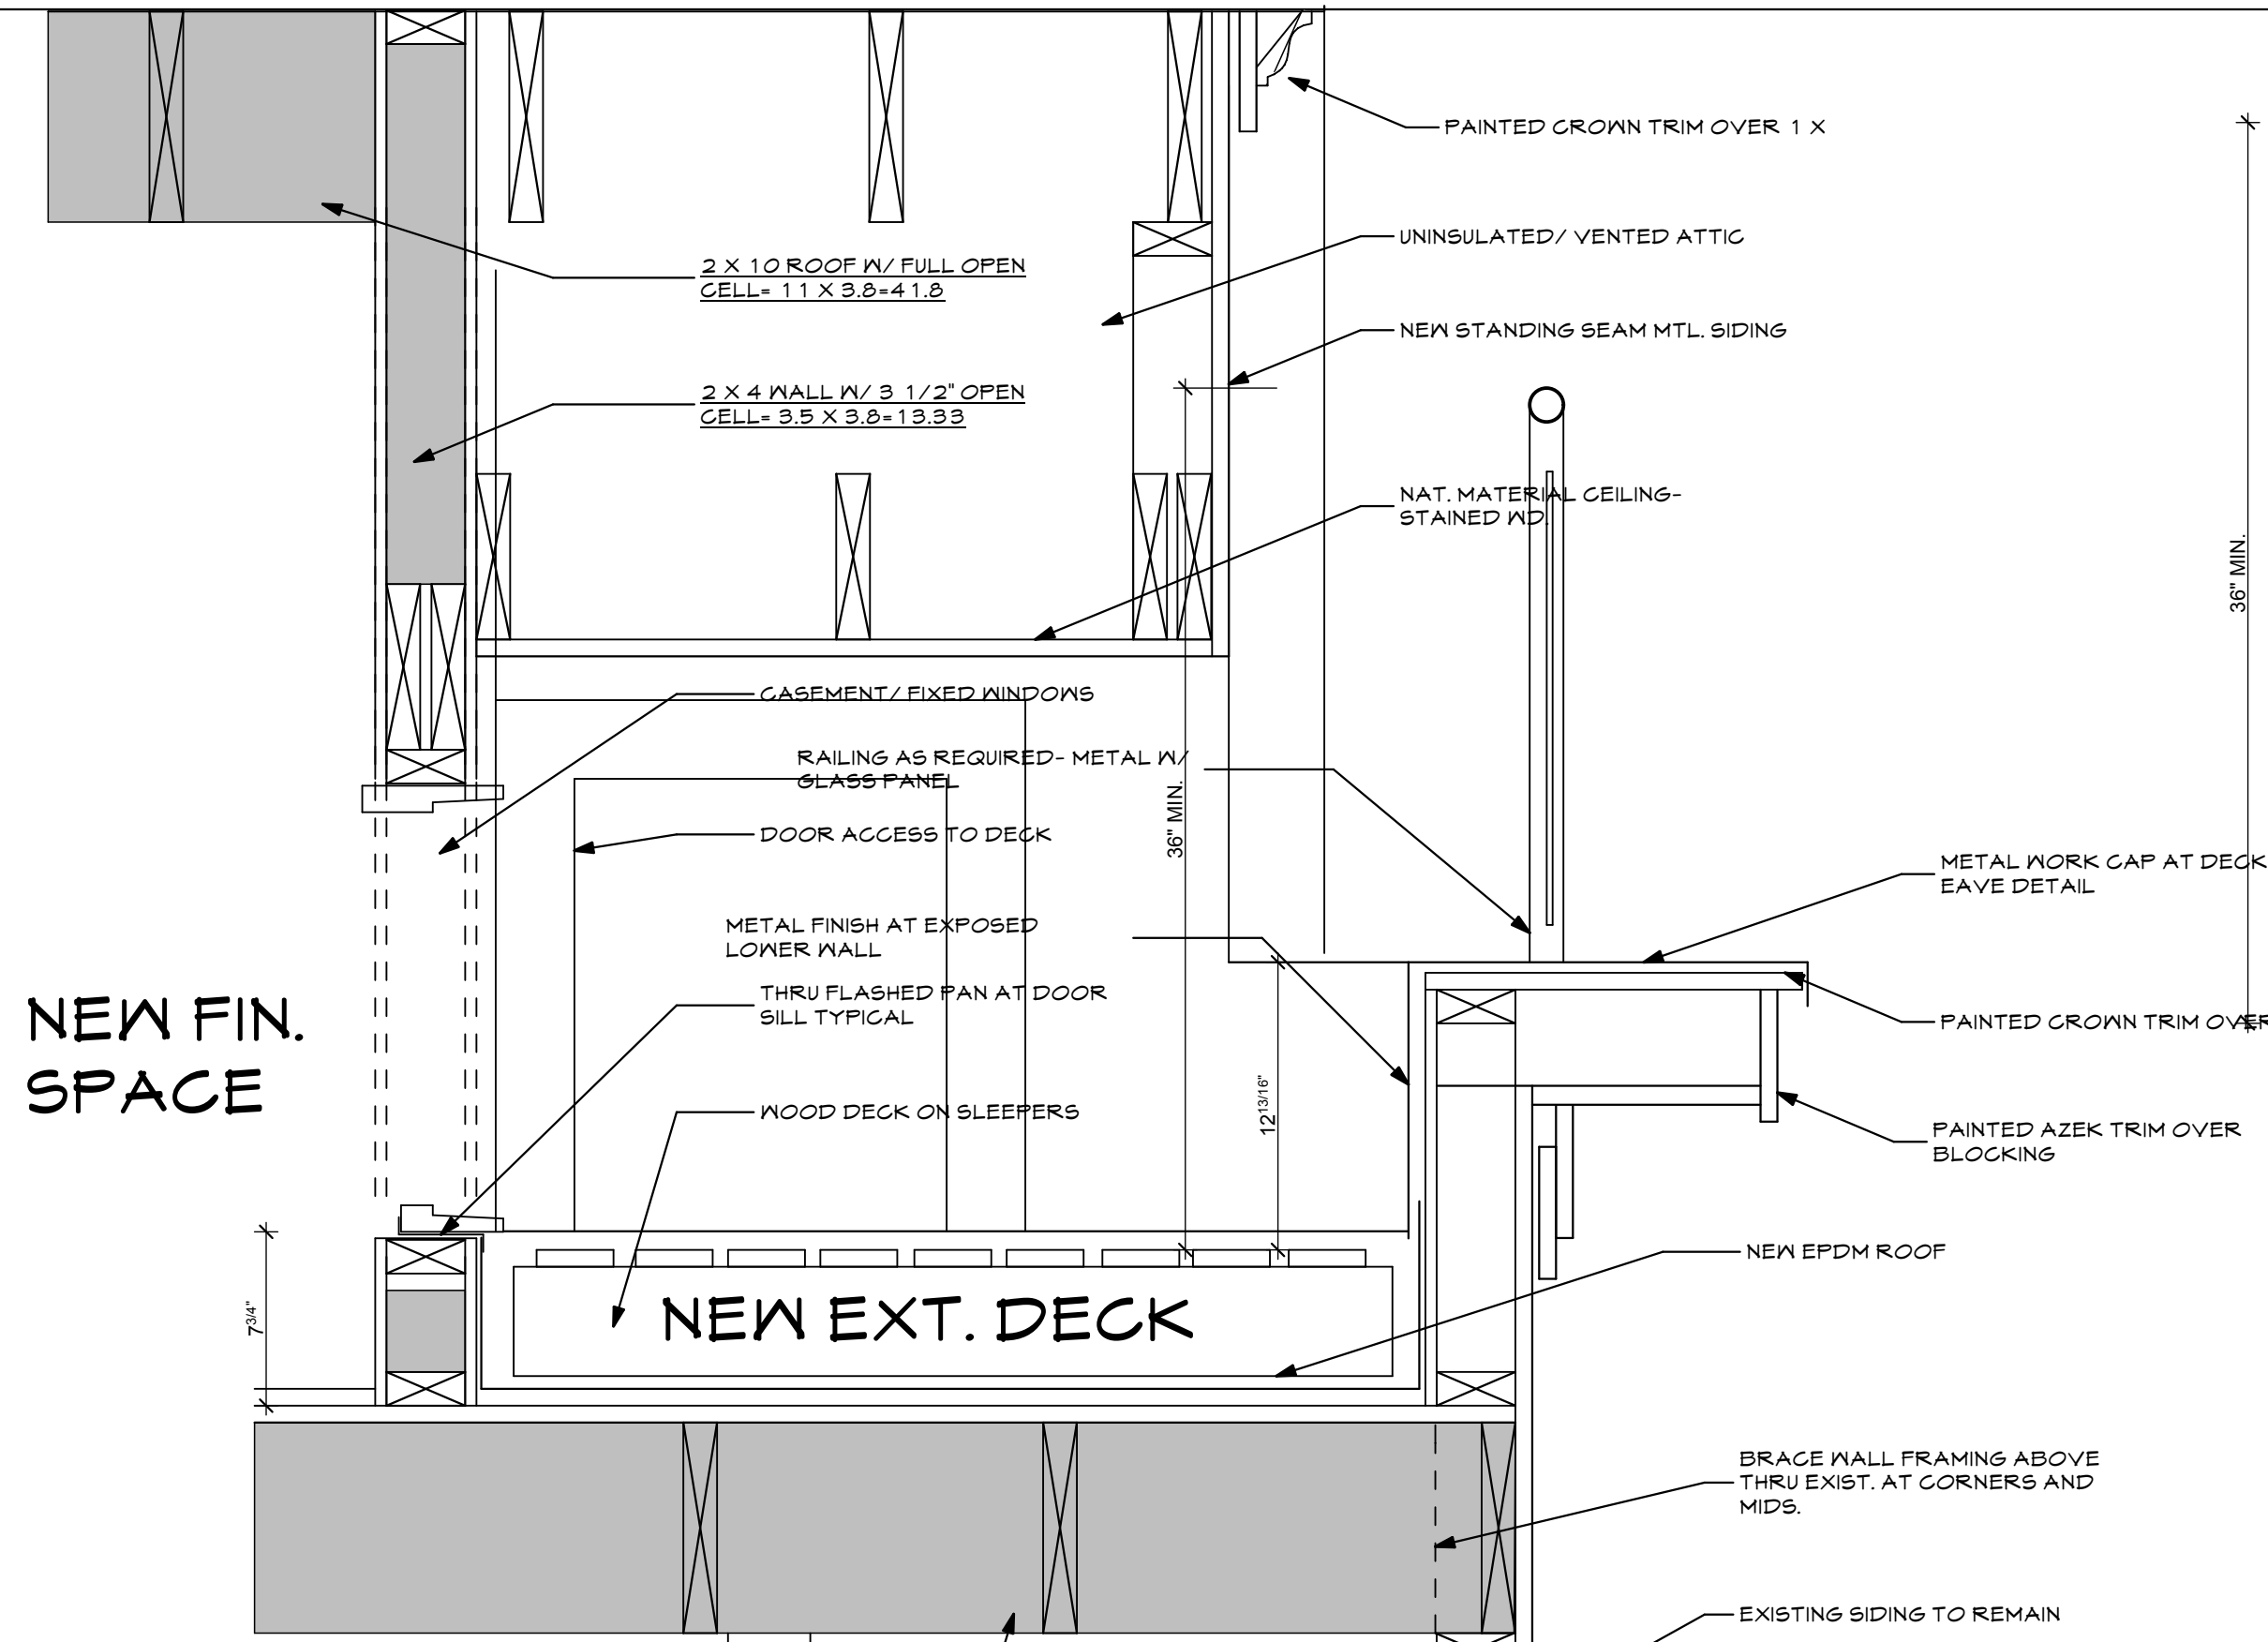 PAINTED CROWN TRIM OVER 1 X
UNINSULATED/ VENTED ATTIC
2 X 10 ROOF W/ FULL OPEN
CELL= 11 X 3.8=41.8
NEW STANDING SEAM MTL. SIDING
2 X 4 WALL W/ 3 1/2" OPEN
CELL= 3.5 X 3.8=13.33
NAT. MATERIAL CEILING-
STAINED WD.
36" MIN.
CASEMENT/ FIXED WINDOWS
RAILING AS REQUIRED- METAL W/
GLASS PANEL
36" MIN.
DOOR ACCESS TO DECK
METAL WORK CAP AT DECK
EAVE DETAIL
METAL FINISH AT EXPOSED
LOWER WALL
THRU FLASHED PAN AT DOOR
SILL TYPICAL
NEW FIN.
SPACE
PAINTED CROWN TRIM OVER
12 13/16"
WOOD DECK ON SLEEPERS
PAINTED AZEK TRIM OVER
BLOCKING
NEW EPDM ROOF
7 3/4"
NEW EXT. DECK
BRACE WALL FRAMING ABOVE
THRU EXIST. AT CORNERS AND
MIDS.
EXISTING SIDING TO REMAIN